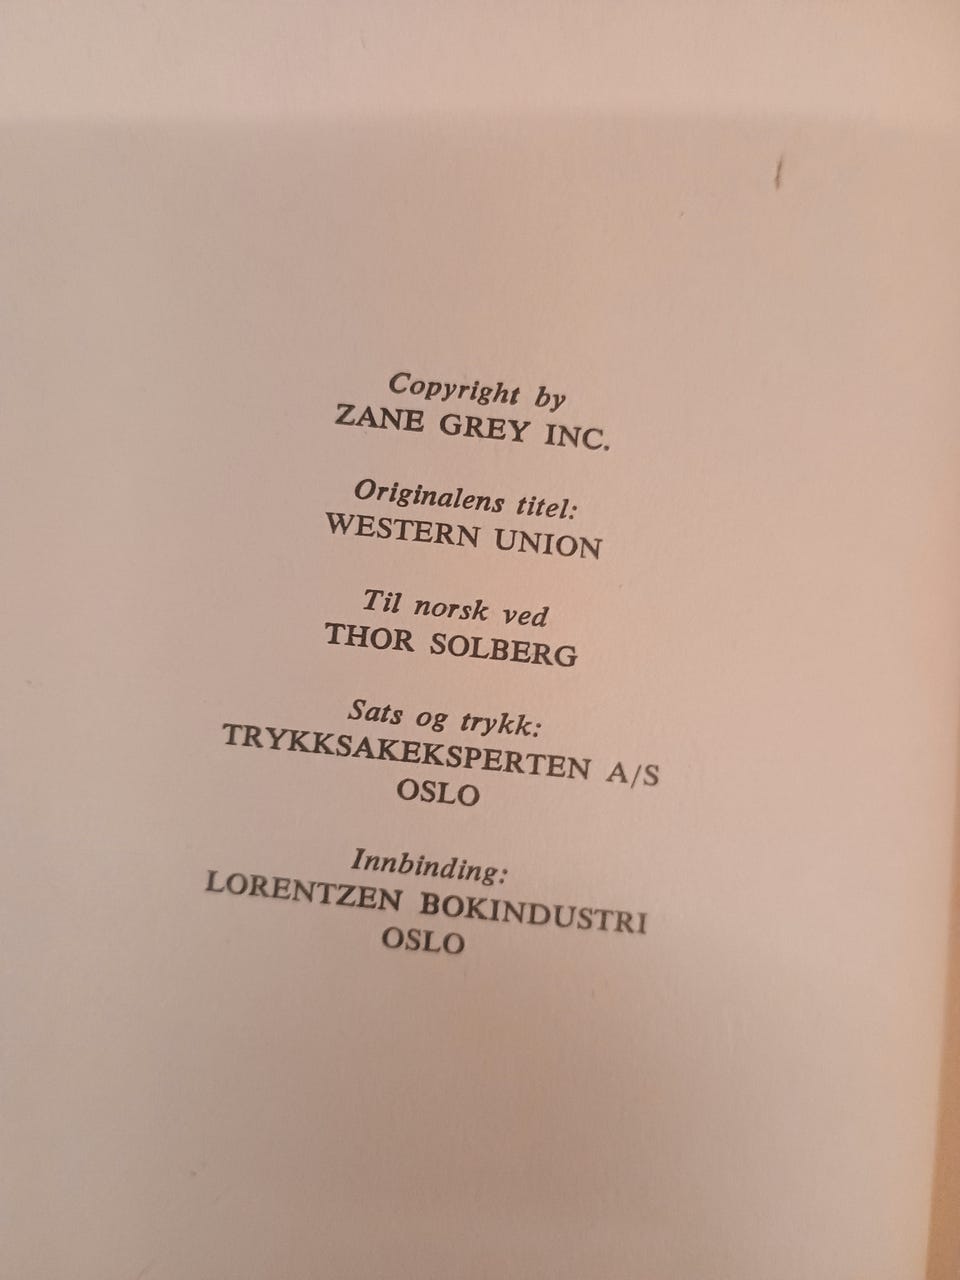 Copyright by
ZANE GREY INC.
Originalens titel:
WESTERN UNION
Til norsk ved
THOR SOLBERG
Sats og trykk:
TRYKKSAKEKSPERTEN A/S
OSLO
Innbinding:
LORENTZEN BOKINDUSTRI
OSLO